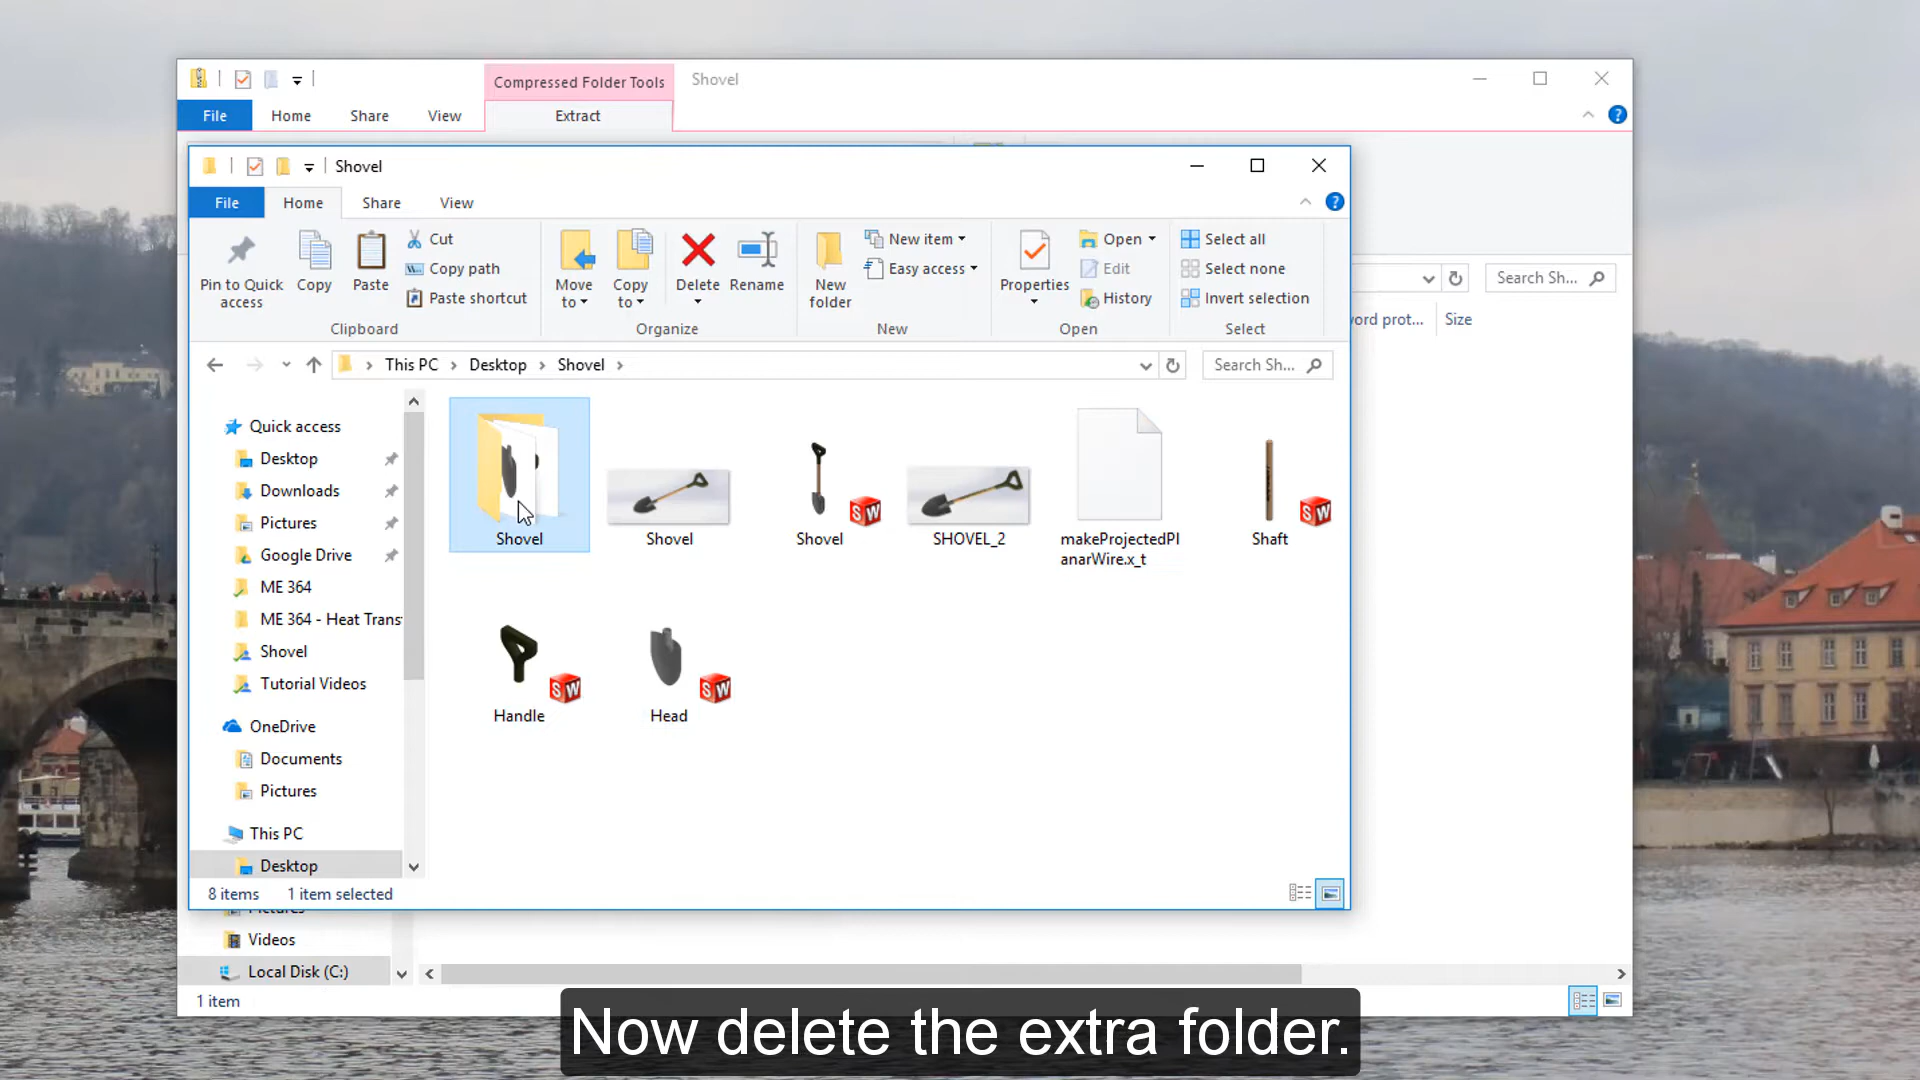 Compressed Folder Tools
Shovel
File
Home
Share
View
Extract
Shovel
File
Home
Share
View
Pin to Quick access
Copy
Paste
Cut
Copy path
Paste shortcut
Clipboard
Move to
Copy to
Delete
Rename
Organize
New folder
New item
Easy access
New
Properties
Open
Edit
History
Open
Select all
Select none
Invert selection
Select
Search Sh...
ord prot...
Size
This PC
Desktop
Shovel
Search Sh...
Quick access
Desktop
Downloads
Pictures
Google Drive
ME 364
ME 364 - Heat Trans
Shovel
Tutorial Videos
OneDrive
Documents
Pictures
This PC
Desktop
Shovel
Shovel
Shovel
SW
SHOVEL_2
makeProjectedPl
anarWire.x_t
Shaft
SW
Handle
SW
Head
SW
8 items
1 item selected
Pictures
Videos
Local Disk (C:)
1 item
Now delete the extra folder.